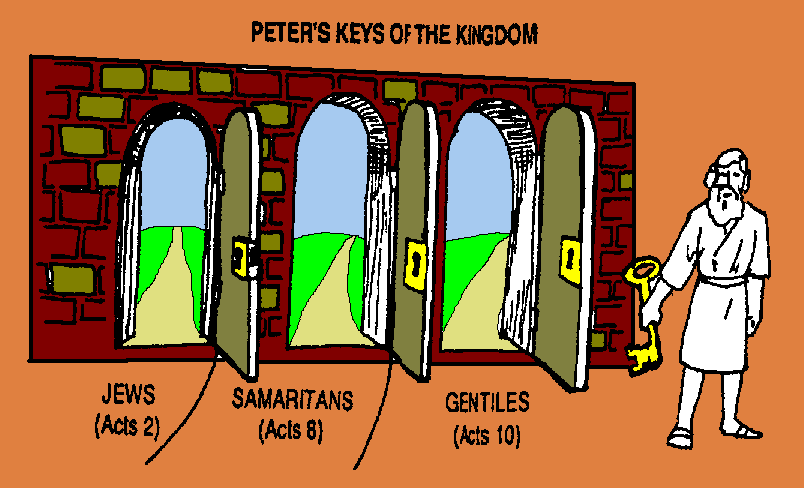 PETER'S KEYS OF THE KINGDOM
JEWS
(Acts 2)
SAMARITANS
(Acts 8)
GENTILES
(Acts 10)